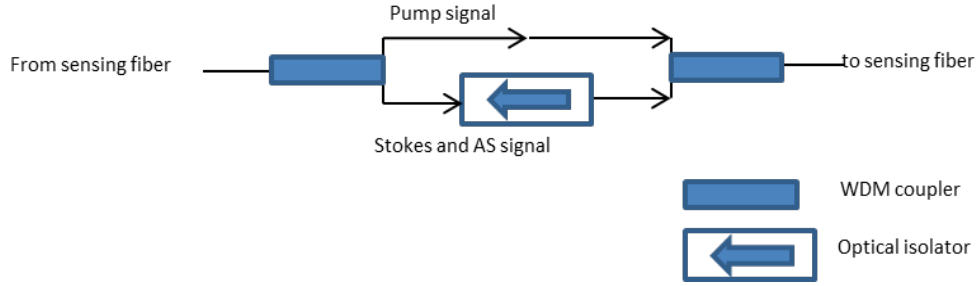 Pump signal
From sensing fiber
to sensing fiber
Stokes and AS signal
WDM coupler
Optical isolator